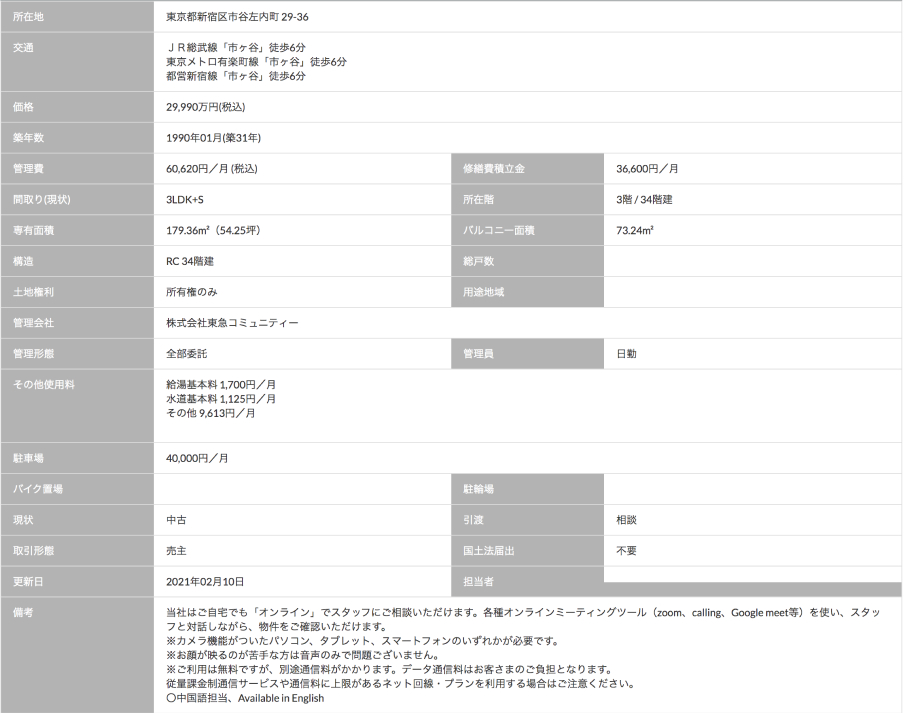 所在地 東京都新宿区市谷左内町 29-36
交通 ＪＲ総武線「市ヶ谷」徒歩6分
東京メトロ有楽町線「市ヶ谷」徒歩6分
都営新宿線「市ヶ谷」徒歩6分
価格 29,990万円(税込)
築年数 1990年01月(築31年)
管理費 60,620円／月 (税込) 修繕費積立金 36,600円／月
間取り(現状) 3LDK+S 所在階 3階 / 34階建
専有面積 179.36m²（54.25坪） バルコニー面積 73.24m²
構造 RC 34階建 総戸数
土地権利 所有権のみ 用途地域
管理会社 株式会社東急コミュニティー
管理形態 全部委託 管理員 日勤
その他使用料 給湯基本料 1,700円／月
水道基本料 1,125円／月
その他 9,613円／月
駐車場 40,000円／月
バイク置場 駐輪場
現状 中古 引渡 相談
取引形態 売主 国土法届出 不要
更新日 2021年02月10日 担当者
備考 当社はご自宅でも「オンライン」でスタッフにご相談いただけます。各種オンラインミーティングツール（zoom、calling、Google meet等）を使い、スタッ
フと対話しながら、物件をご確認いただけます。
※カメラ機能がついたパソコン、タブレット、スマートフォンのいずれかが必要です。
※お顔が映るのが苦手な方は音声のみで問題ございません。
※ご利用は無料ですが、別途通信料がかかります。データ通信料はお客さまのご負担となります。
従量課金制通信サービスや通信料に上限があるネット回線・プランを利用する場合はご注意ください。
〇中国語担当、Available in English